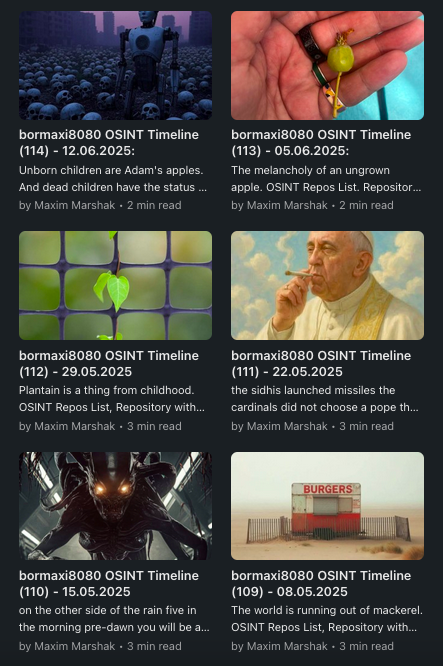 bormaxi8080 OSINT Timeline
(114) - 12.06.2025:
Unborn children are Adam's apples.
And dead children have the status ...
by Maxim Marshak • 2 min read
bormaxi8080 OSINT Timeline
(113) - 05.06.2025:
The melancholy of an ungrown
apple. OSINT Repos List. Repositor...
by Maxim Marshak • 2 min read
bormaxi8080 OSINT Timeline
(112) - 29.05.2025
Plantain is a thing from childhood.
OSINT Repos List, Repository with...
by Maxim Marshak • 3 min read
bormaxi8080 OSINT Timeline
(111) - 22.05.2025
the sidhis launched missiles the
cardinals did not choose a pope th...
by Maxim Marshak • 3 min read
bormaxi8080 OSINT Timeline
(110) - 15.05.2025
on the other side of the rain five in
the morning pre-dawn you will be a...
by Maxim Marshak • 3 min read
BURGERS
bormaxi8080 OSINT Timeline
(109) - 08.05.2025
The world is running out of mackerel.
OSINT Repos List, Repository with...
by Maxim Marshak • 3 min read